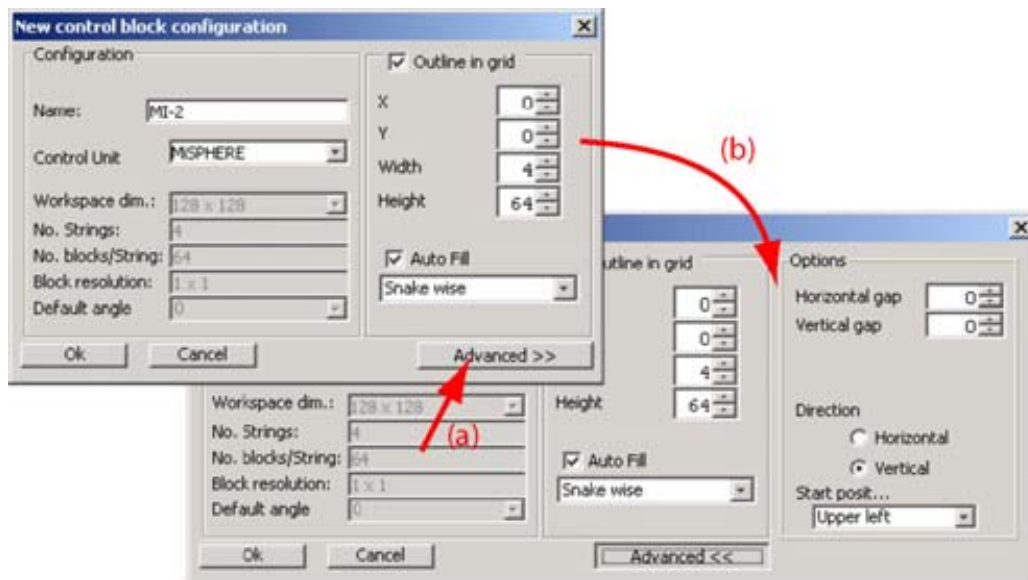 New control block configuration
Configuration
Name: MI-2
Control Unit MISPHERE
Workspace dim.: 128 x 128
No. Strings: 4
No. blocks/String: 64
Block resolution: 1 x 1
Default angle 0
Ok Cancel
Outline in grid
X 0
Y 0
Width 4
Height 64
Auto Fill
Snake wise
Advanced >>
(a)
(b)
Workspace dim.: 128 x 128
No. Strings: 4
No. blocks/String: 64
Block resolution: 1 x 1
Default angle 0
Ok Cancel
utline in grid
0
0
4
Height 64
Auto Fill
Snake wise
Advanced <<
Options
Horizontal gap 0
Vertical gap 0
Direction
Horizontal
Vertical
Start posit...
Upper left